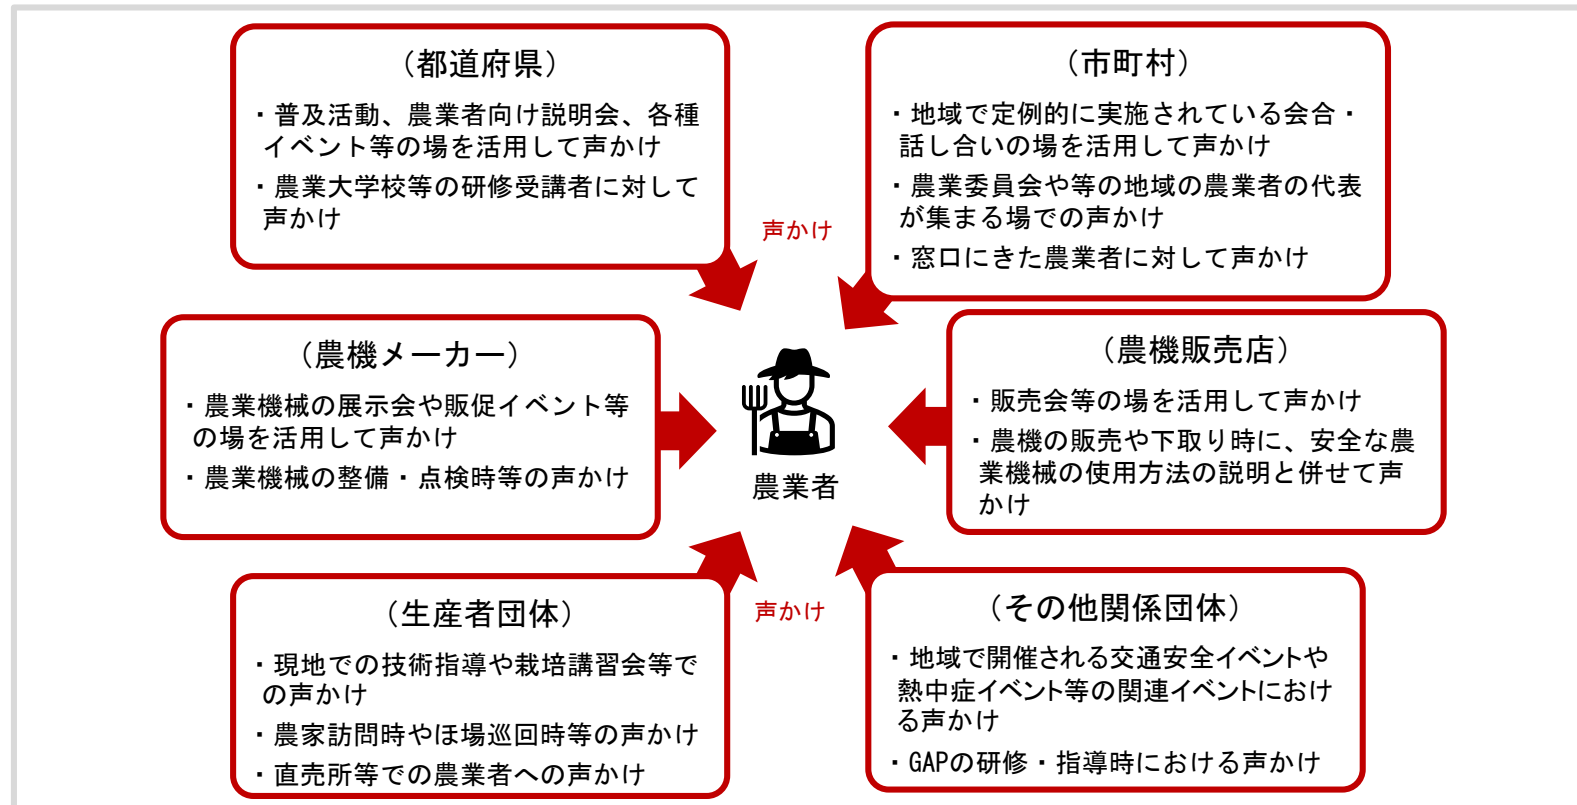 （都道府県）
・普及活動、農業者向け説明会、各種
イベント等の場を活用して声かけ
・農業大学校等の研修受講者に対して
声かけ
（市町村）
・地域で定例的に実施されている会合・
話し合いの場を活用して声かけ
・農業委員会や等の地域の農業者の代表
が集まる場での声かけ
・窓口にきた農業者に対して声かけ
声かけ
（農機メーカー）
・農業機械の展示会や販促イベント等
の場を活用して声かけ
・農業機械の整備・点検時等の声かけ
農業者
（農機販売店）
・販売会等の場を活用して声かけ
・農機の販売や下取り時に、安全な農
業機械の使用方法の説明と併せて声
かけ
（生産者団体）
・現地での技術指導や栽培講習会等で
の声かけ
・農家訪問時やほ場巡回時等の声かけ
・直売所等での農業者への声かけ
声かけ
（その他関係団体）
・地域で開催される交通安全イベントや
熱中症イベント等の関連イベントにおけ
る声かけ
・GAPの研修・指導時における声かけ